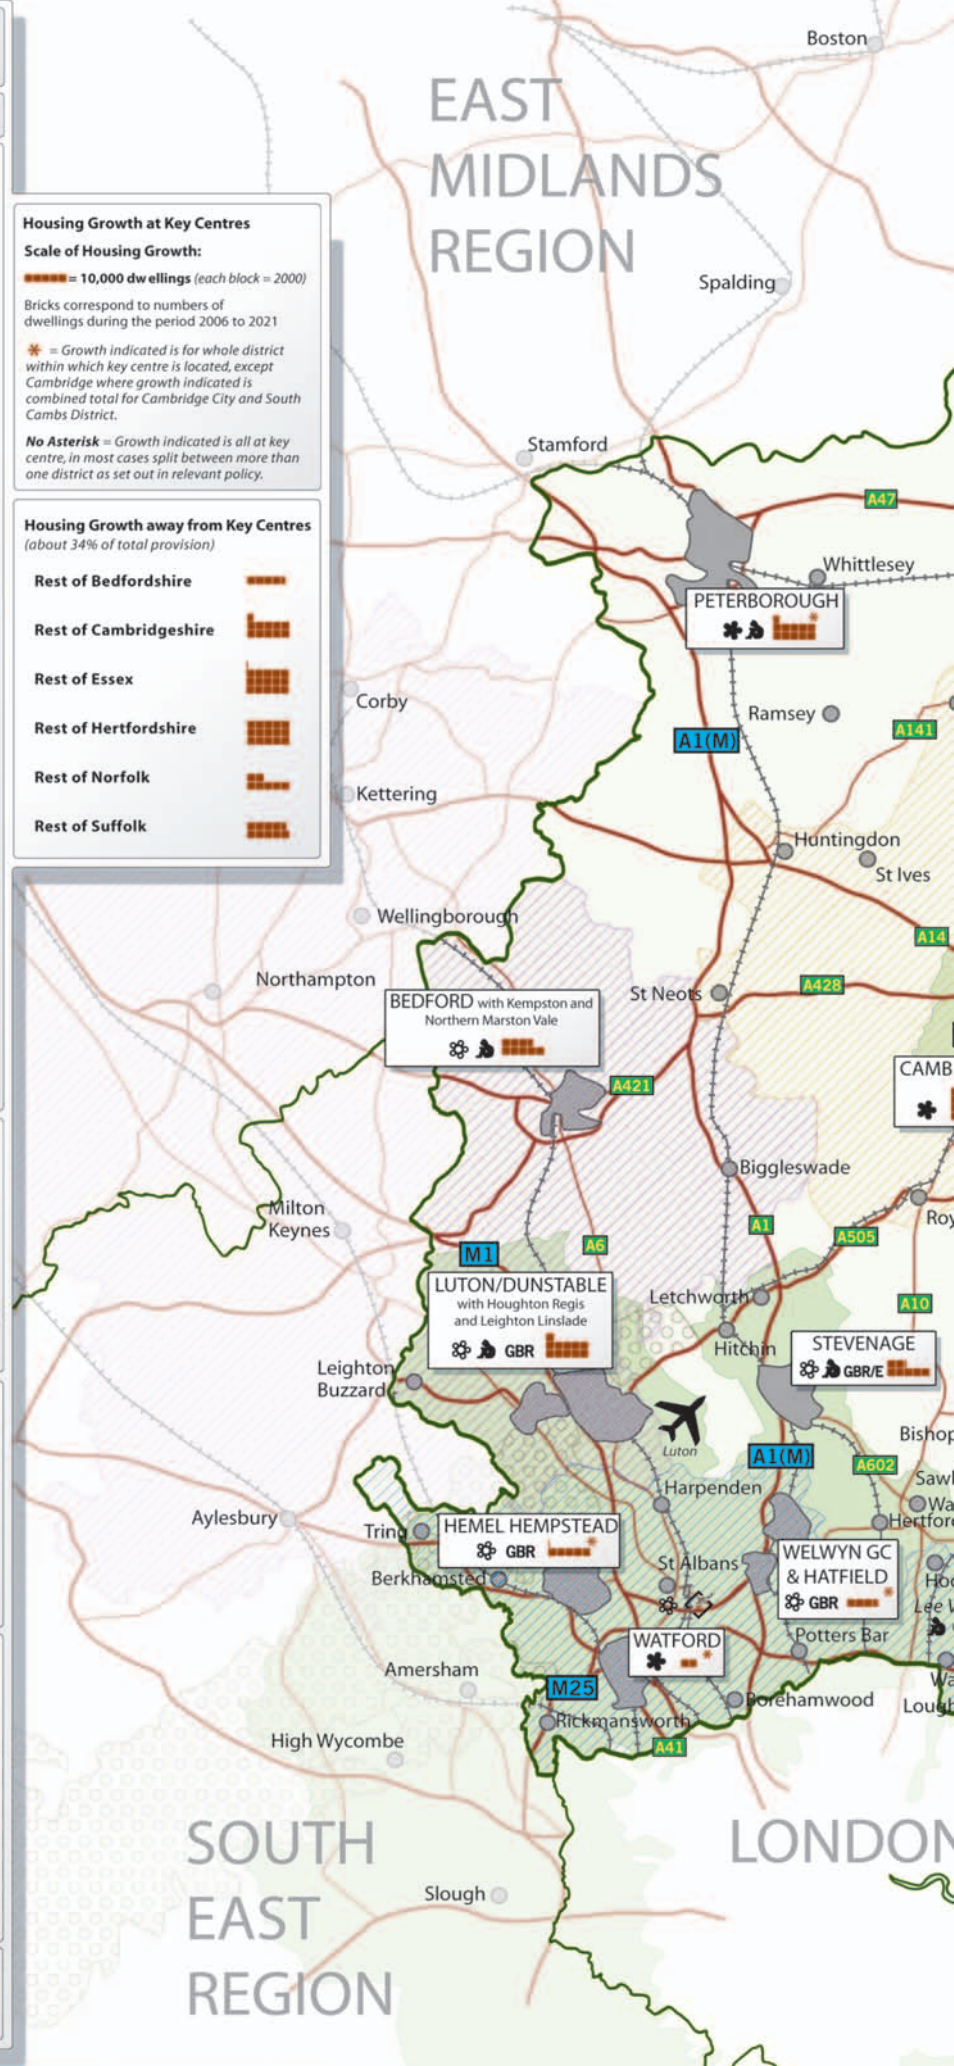 Housing Growth at Key Centres
Scale of Housing Growth:
= 10,000 dwellings (each block = 2000)
Bricks correspond to numbers of
dwellings during the period 2006 to 2021
= Growth indicated is for whole district
within which key centre is located, except
Cambridge where growth indicated is
combined total for Cambridge City and South
Cambs District.
No Asterisk = Growth indicated is all at key
centre, in most cases split between more than
one district as set out in relevant policy.
Housing Growth away from Key Centres
(about 34% of total provision)
Rest of Bedfordshire
Rest of Cambridgeshire
Rest of Essex
Rest of Hertfordshire
Rest of Norfolk
Rest of Suffolk
Boston
EAST
MIDLANDS
REGION
Spalding
Stamford
A47
Whittlesey
PETERBOROUGH
Corby
Ramsey
A141
A1(M)
Kettering
Huntingdon
St Ives
Wellingborough
A14
Northampton
St Neots
A428
BEDFORD with Kempston and
Northern Marston Vale
CAMB
A421
Biggleswade
Milton
Keynes
Roy
A1
A505
M1
A6
LUTON/DUNSTABLE
with Houghton Regis
and Leighton Linslade
GBR
Letchworth
A10
Hitchin
STEVENAGE
GBR/E
Leighton
Buzzard
Luton
Bishop
A1(M)
A602
Harpenden
Sawb
Wa
Hertford
Aylesbury
Tring
HEMEL HEMPSTEAD
GBR
Berkhamsted
St Albans
WELWYN GC
& HATFIELD
GBR
Hod
Lee V
WATFORD
Potters Bar
Amersham
M25
Wa
Borehamwood
Lough
Rickmansworth
High Wycombe
A41
SOUTH
EAST
REGION
LONDON
Slough